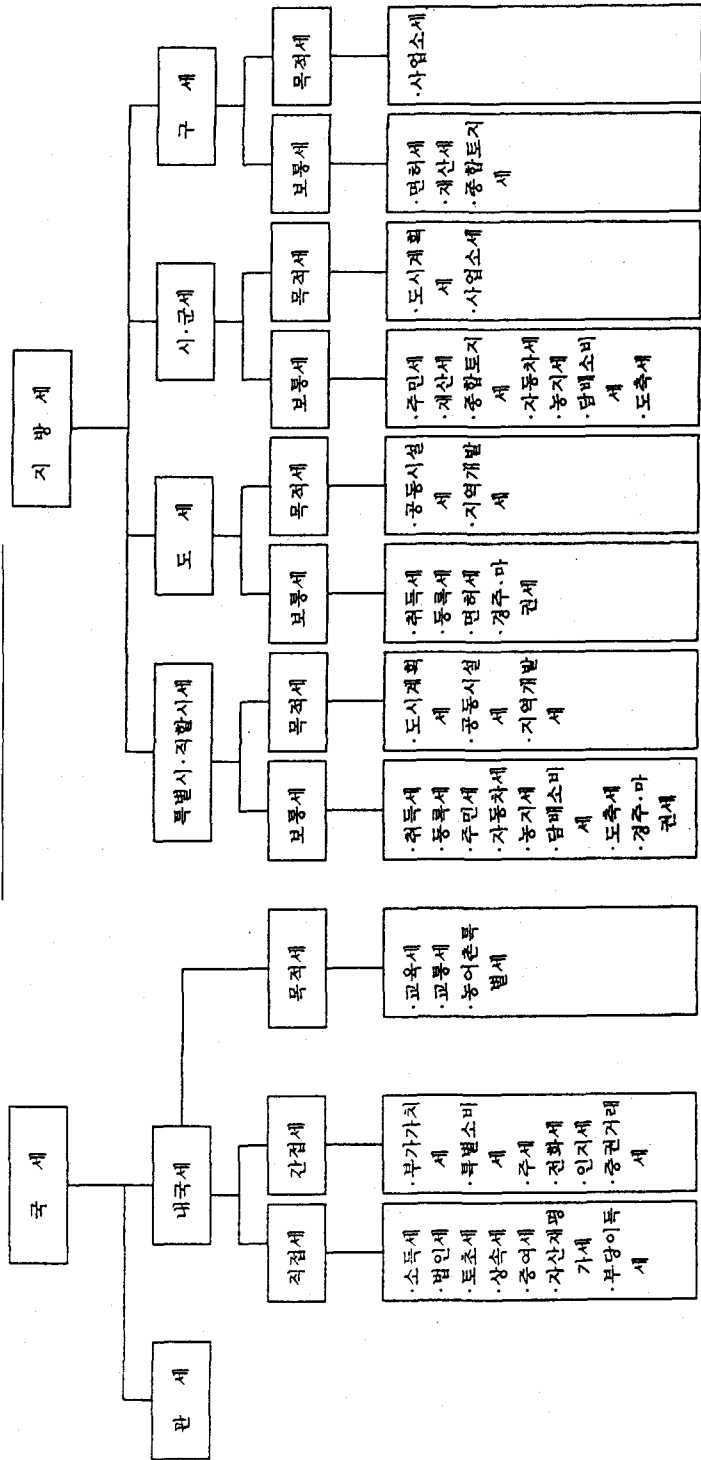 국 세
관 세
내국세
직접세
·소득세
·법인세
·토초세
·상속세
·증여세
·자산재평
가세
·부당이득
세
간접세
·부가가치
세
·특별소비
세
·주세
·전화세
·인지세
·증권거래
세
목적세
·교육세
·교통세
·농어촌특
별세
지 방 세
특별시·직할시세
보통세
·취득세
·등록세
·주민세
·자동차세
·농지세
·담배소비
세
·도축세
·경주·마
권세
목적세
·도시계획
세
·공동시설
세
·지역개발
세
도 세
보통세
·취득세
·등록세
·면허세
·경주·마
권세
목적세
·공동시설
세
·지역개발
세
시·군세
보통세
·주민세
·재산세
·종합토지
세
·자동차세
·농지세
·담배소비
세
·도축세
목적세
·도시계획
세
·사업소세
구 세
보통세
·면허세
·재산세
·종합토지
세
목적세
·사업소세